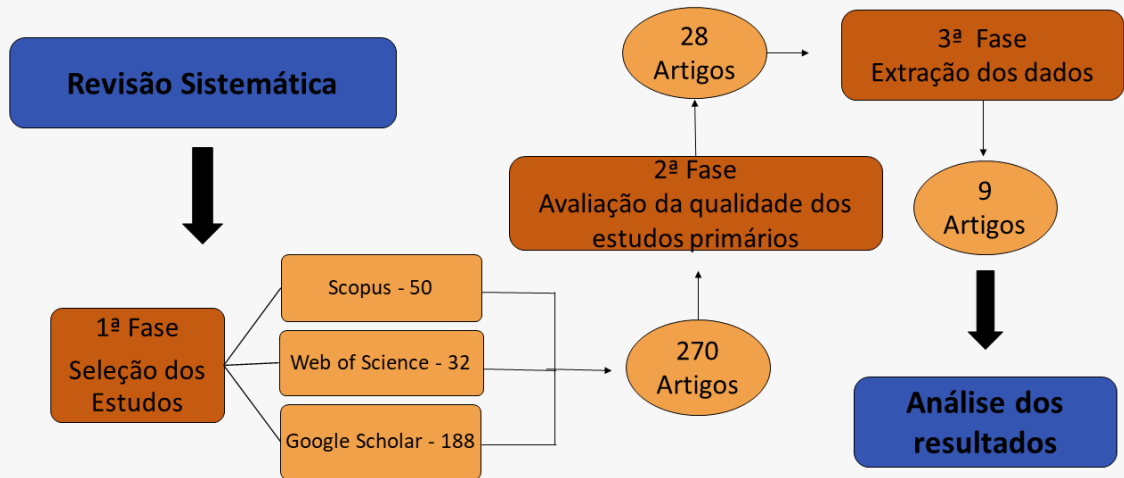 Revisão Sistemática
1ª Fase
Seleção dos
Estudos
Scopus - 50
Web of Science - 32
Google Scholar - 188
270
Artigos
2ª Fase
Avaliação da qualidade dos
estudos primários
28
Artigos
3ª Fase
Extração dos dados
9
Artigos
Análise dos
resultados